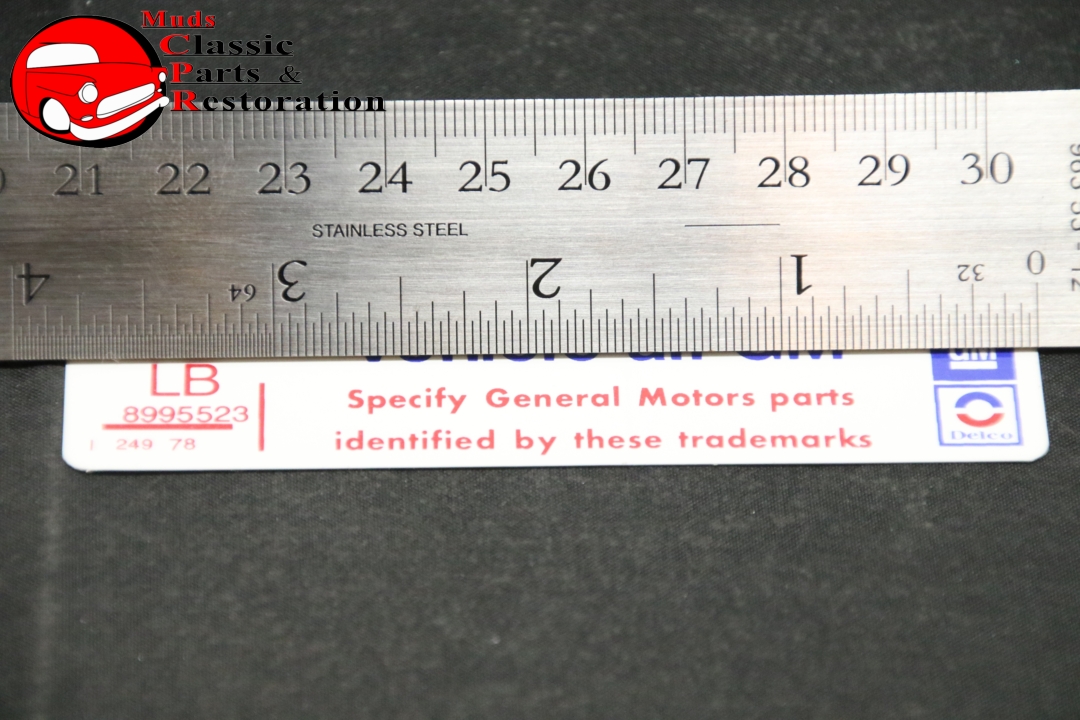 Muds
Classic
Parts &
Restoration
21 22 23 24 25 26 27 28 29 30
STAINLESS STEEL
4 64 3 2 1 32 0
LB
GM
8995523
Specify General Motors parts
249 78
identified by these trademarks
Delco